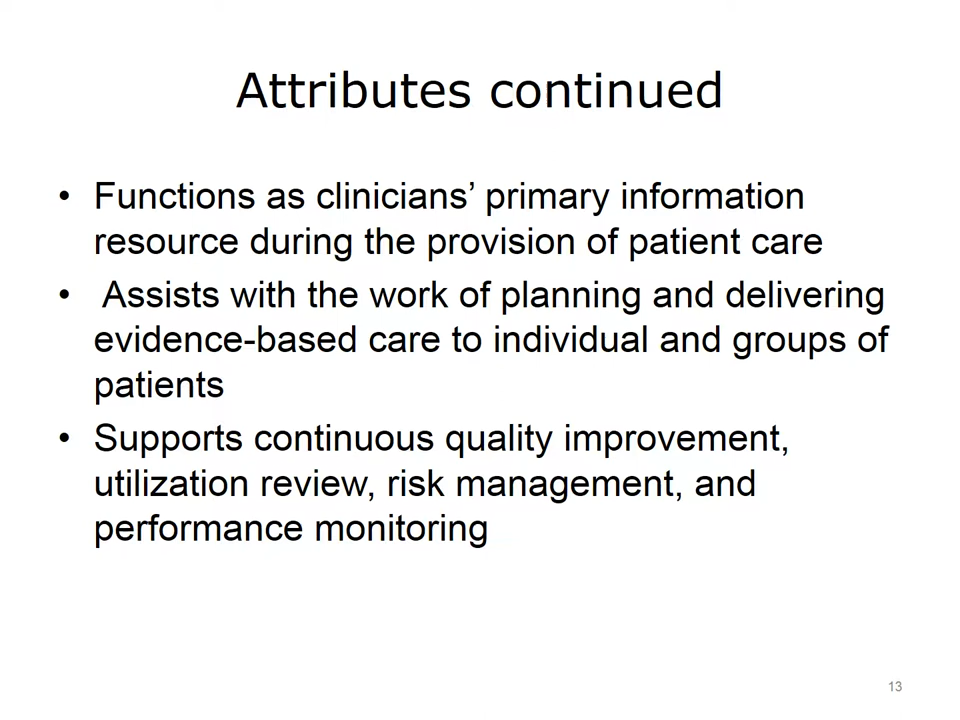 Attributes continued
• Functions as clinicians’ primary information
resource during the provision of patient care
• Assists with the work of planning and delivering
evidence-based care to individual and groups of
patients
• Supports continuous quality improvement,
utilization review, risk management, and
performance monitoring
13